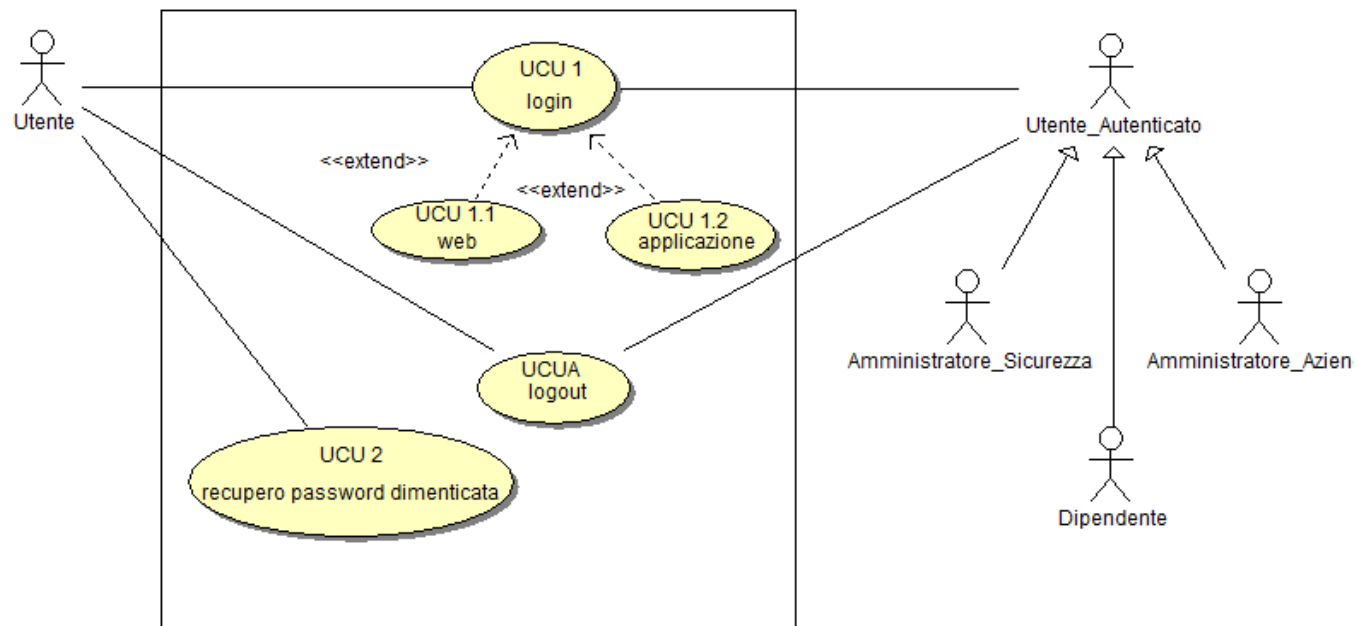 UCU 1
login
Utente
Utente_Autenticato
<<extend>>
<<extend>>
UCU 1.1
web
UCU 1.2
applicazione
Amministratore_Sicurezza
Amministratore_Azien
UCUA
logout
UCU 2
recupero password dimenticata
Dipendente